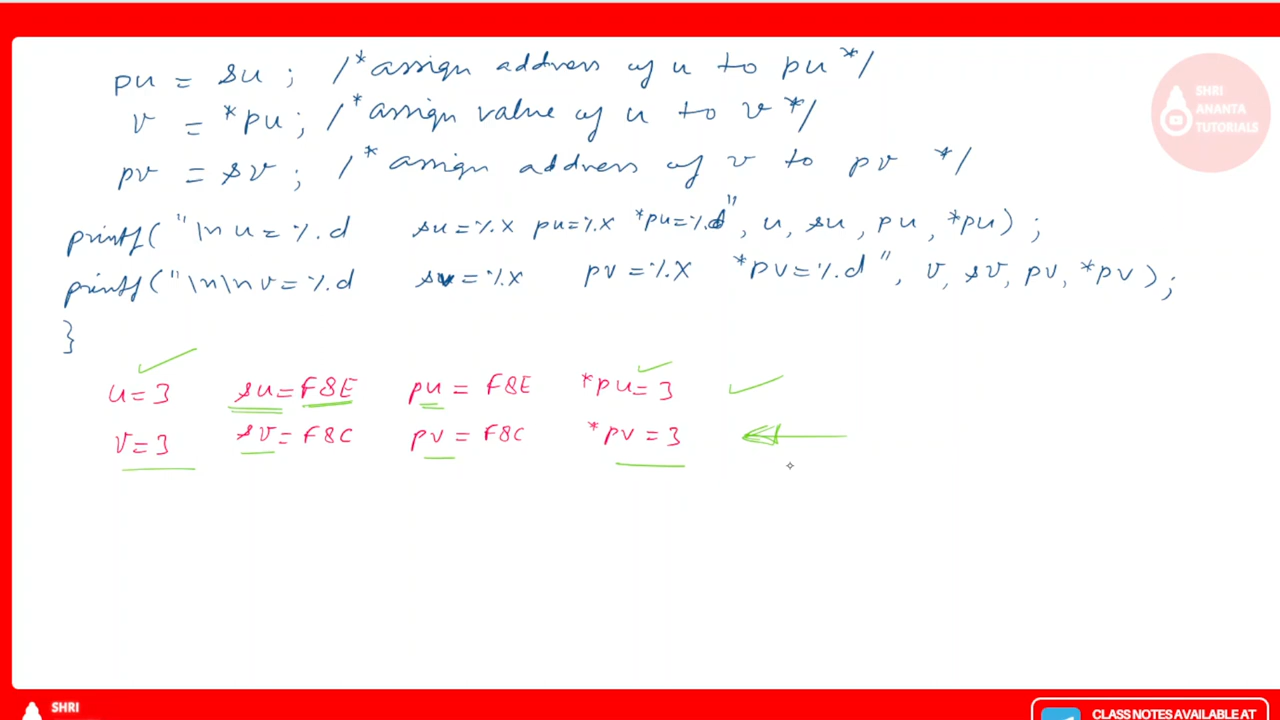 pu = &u ; /*assign address of u to pu */
v = *pu; /*assign value of u to v */
pv = &v ; /* assign address of v to pv */
printf("\n u = %d &u=%X pu=%X *pu=%d", u, &u, pu, *pu) ;
printf("\n\n v = %d &v = %X pv =%X *pv=%d", v, &v, pv, *pv) ;
}
u=3 &u=F8E pu = F8E *pu=3
v=3 &v=F8C pv =F8C *pv =3
SHRI
ANANTA
TUTORIALS
SHRI
CLASS NOTES AVAILABLE AT